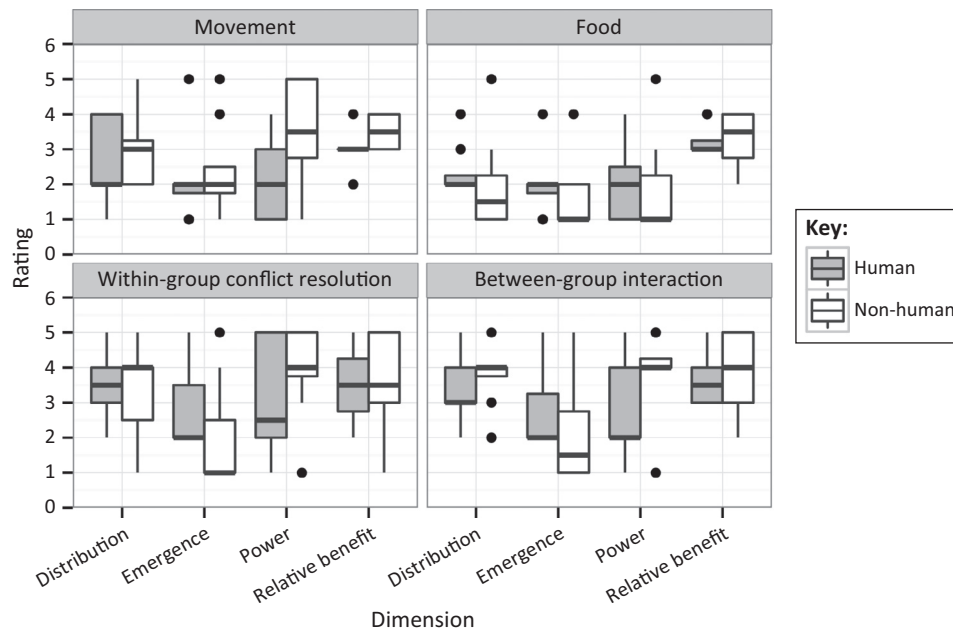 Movement
Food
6
5
4
3
2
1
0
Rating
Within-group conflict resolution
Between-group interaction
6
5
4
3
2
1
0
Distribution
Emergence
Power
Relative benefit
Distribution
Emergence
Power
Relative benefit
Dimension
Key:
Human
Non-human